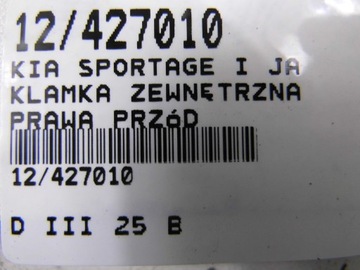 12/427010
KIA SPORTAGE I JA
KLAMKA ZEWNĘTRZNA
PRAWA PRZóD
12/427010
D III 25 B